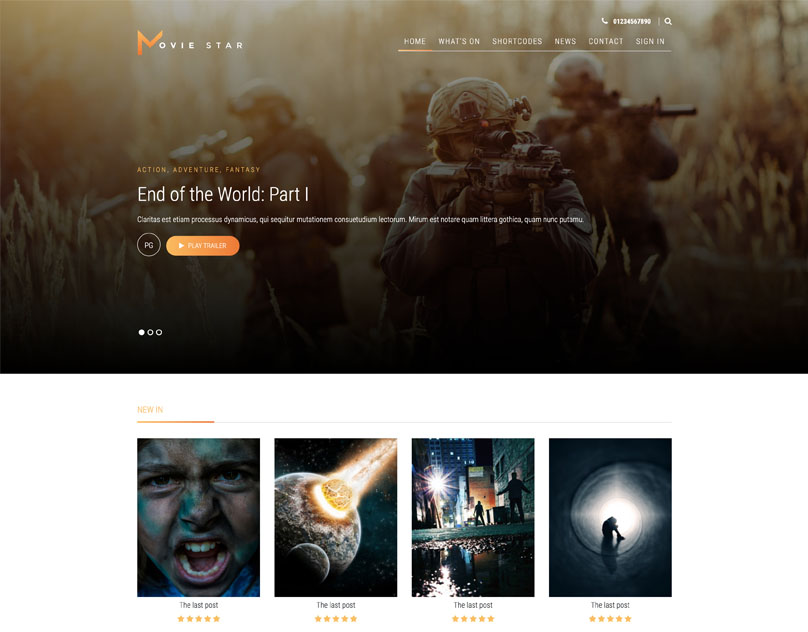 01234567890
MOVIE STAR
HOME WHAT'S ON SHORTCODES NEWS CONTACT SIGN IN
ACTION, ADVENTURE, FANTASY
End of the World: Part I
Claritas est etiam processus dynamicus, qui sequitur mutationem consuetudium lectorum. Mirum est notare quam littera gothica, quam nunc putamu.
PG PLAY TRAILER
NEW IN
The last post The last post The last post The last post